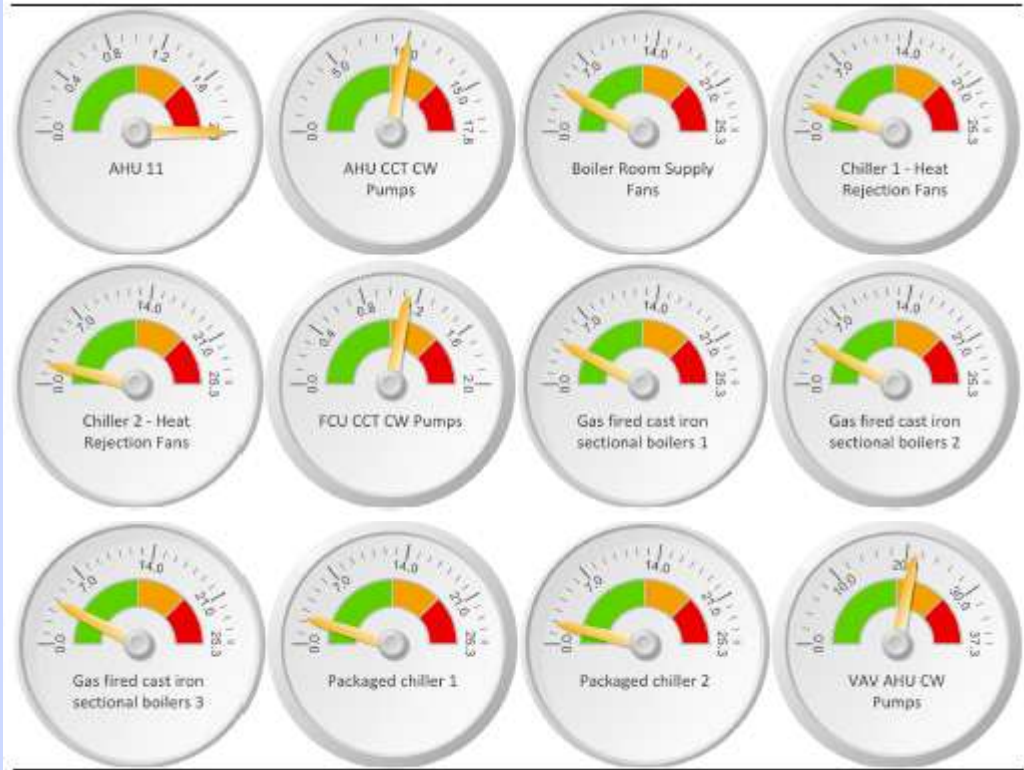 0.0 0.4 0.8 1.2 1.6
AHU 11
0.0 5.0 15.0 17.8
AHU CCT CW
Pumps
0.0 7.0 14.0 21.0 25.3
Boiler Room Supply
Fans
0.0 7.0 14.0 21.0 25.3
Chiller 1 - Heat
Rejection Fans
0.0 7.0 14.0 21.0 25.3
Chiller 2 - Heat
Rejection Fans
0.0 0.4 0.8 1.2 1.6 2.0
FCU CCT CW Pumps
0.0 7.0 14.0 21.0 25.3
Gas fired cast iron
sectional boilers 1
0.0 7.0 14.0 21.0 25.3
Gas fired cast iron
sectional boilers 2
0.0 7.0 14.0 21.0 25.3
Gas fired cast iron
sectional boilers 3
0.0 7.0 14.0 21.0 25.3
Packaged chiller 1
0.0 7.0 14.0 21.0 25.3
Packaged chiller 2
0.0 10.0 20 30.0 37.3
VAV AHU CW
Pumps